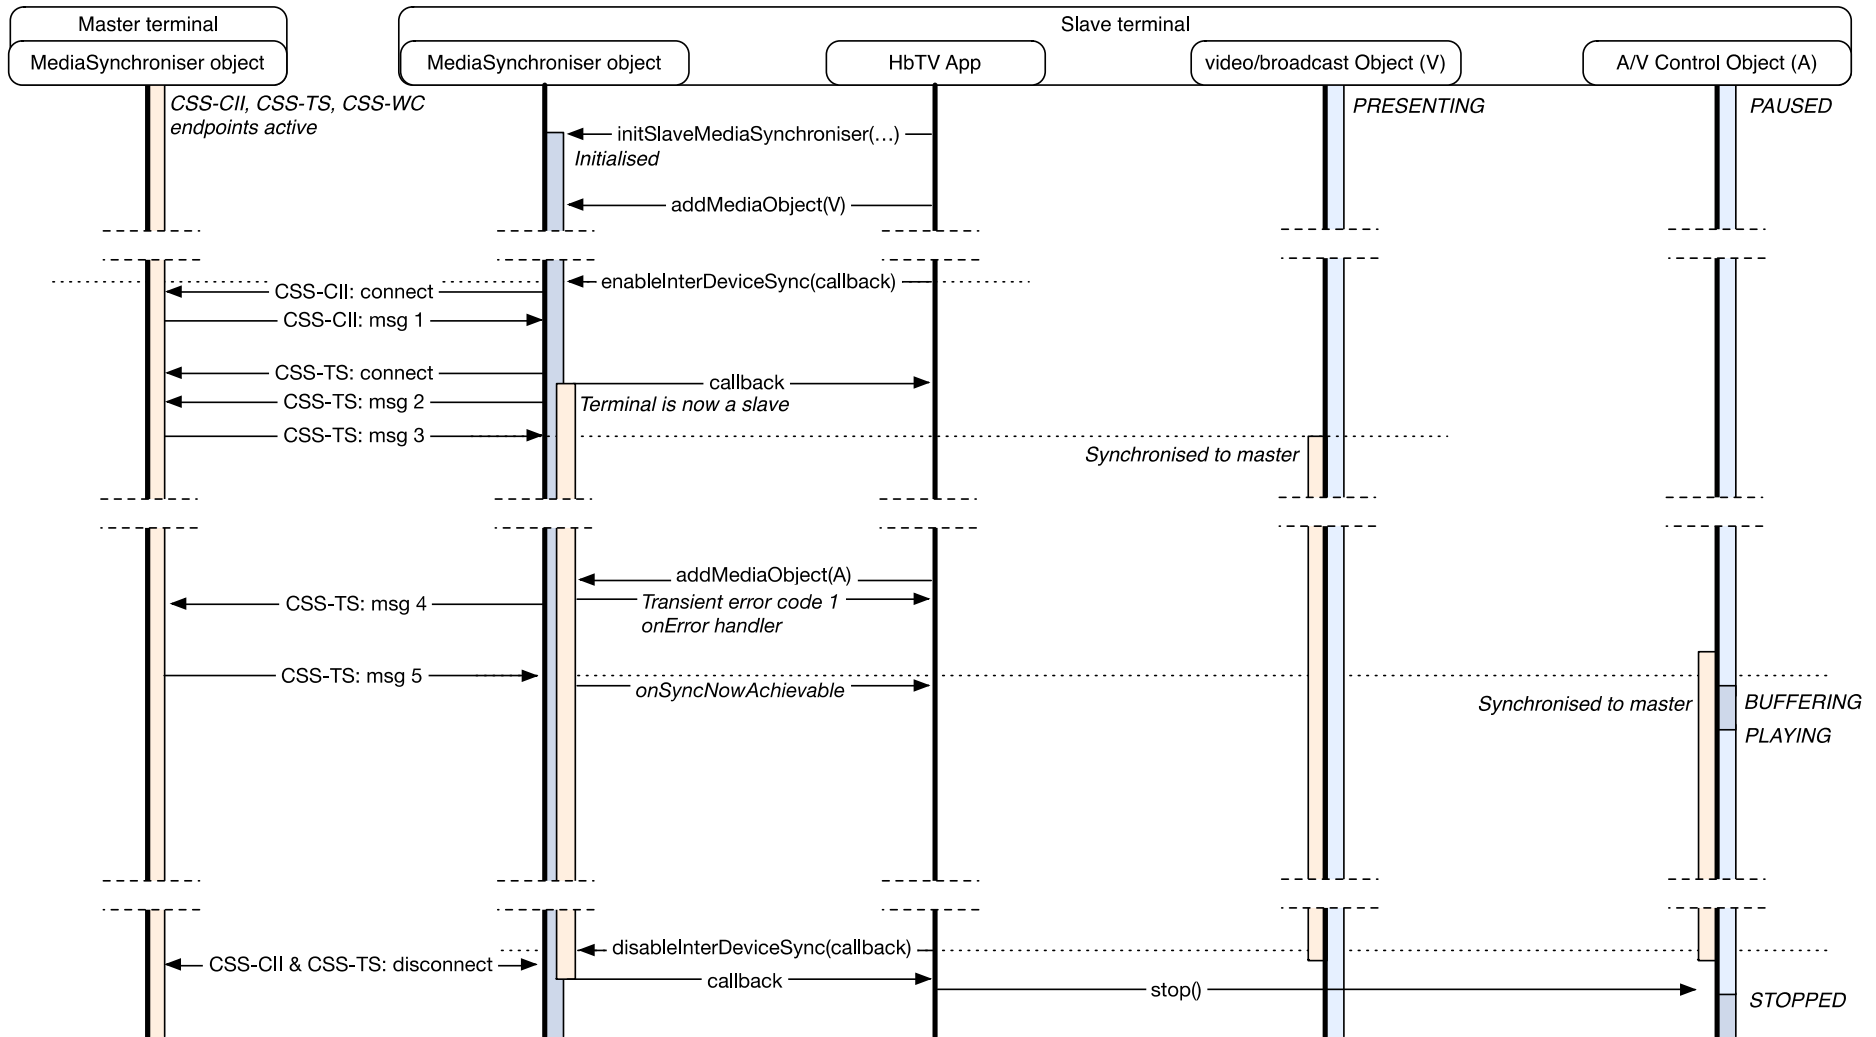 Master terminal
Slave terminal
MediaSynchroniser object
MediaSynchroniser object
HbTV App
video/broadcast Object (V)
A/V Control Object (A)
CSS-CII, CSS-TS, CSS-WC
endpoints active
PRESENTING
PAUSED
initSlaveMediaSynchroniser(...)
Initialised
addMediaObject(V)
enableInterDeviceSync(callback)
CSS-CII: connect
CSS-CII: msg 1
CSS-TS: connect
callback
CSS-TS: msg 2
Terminal is now a slave
CSS-TS: msg 3
Synchronised to master
addMediaObject(A)
CSS-TS: msg 4
Transient error code 1
onError handler
CSS-TS: msg 5
onSyncNowAchievable
Synchronised to master
BUFFERING
PLAYING
disableInterDeviceSync(callback)
CSS-CII & CSS-TS: disconnect
callback
stop()
STOPPED